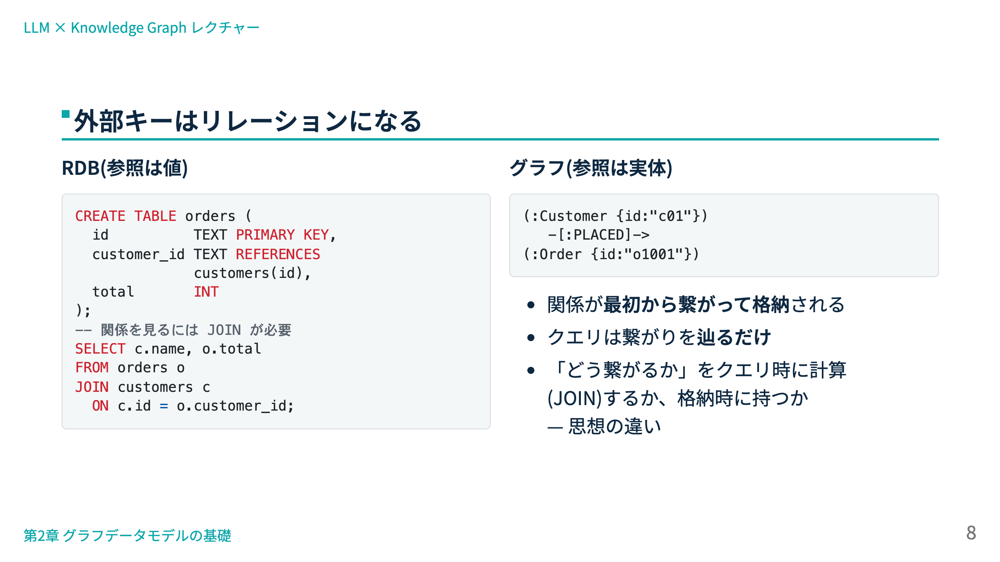 LLM × Knowledge Graph レクチャー
外部キーはリレーションになる
RDB(参照は値)
CREATE TABLE orders (
  id          TEXT PRIMARY KEY,
  customer_id TEXT REFERENCES
              customers(id),
  total       INT
);
-- 関係を見るには JOIN が必要
SELECT c.name, o.total
FROM orders o
JOIN customers c
  ON c.id = o.customer_id;
グラフ(参照は実体)
(:Customer {id:"c01"})
   -[:PLACED]->
(:Order {id:"o1001"})
• 関係が最初から繋がって格納される
• クエリは繋がりを辿るだけ
• 「どう繋がるか」をクエリ時に計算
(JOIN)するか、格納時に持つか
— 思想の違い
第2章 グラフデータモデルの基礎
8